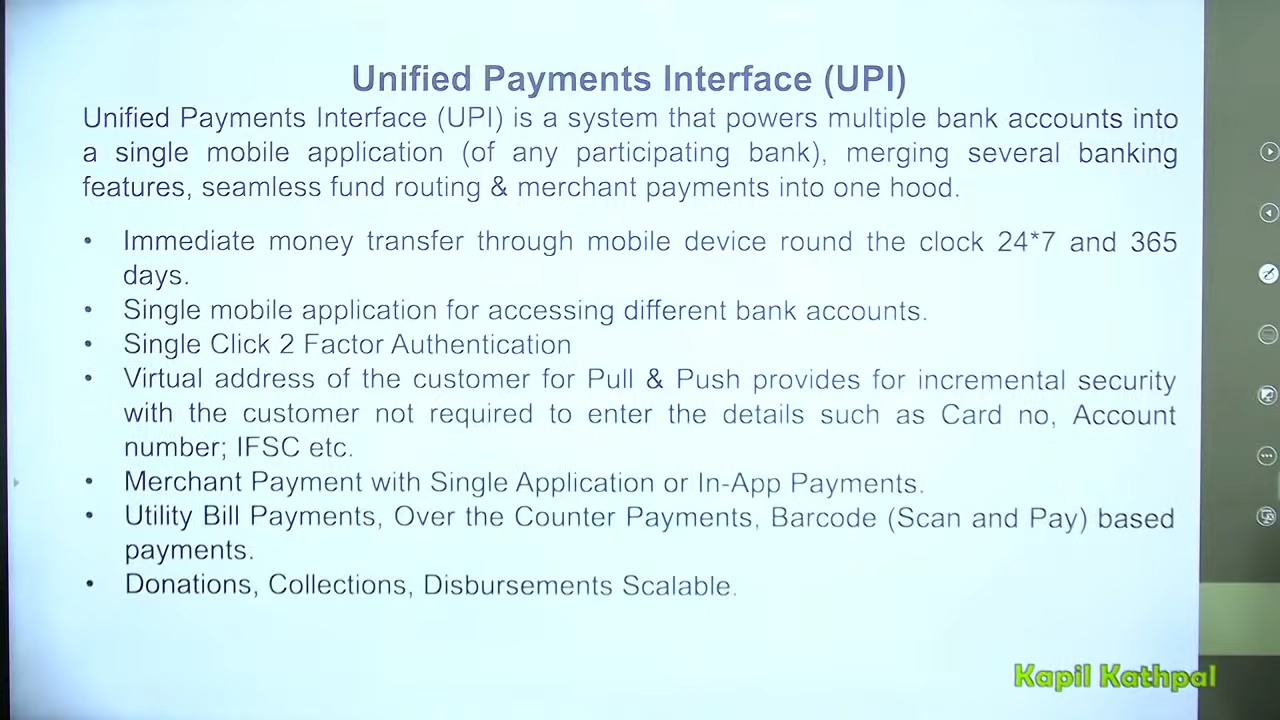 Unified Payments Interface (UPI)
Unified Payments Interface (UPI) is a system that powers multiple bank accounts into
a single mobile application (of any participating bank), merging several banking
features, seamless fund routing & merchant payments into one hood.
• Immediate money transfer through mobile device round the clock 24*7 and 365
days.
• Single mobile application for accessing different bank accounts.
• Single Click 2 Factor Authentication
• Virtual address of the customer for Pull & Push provides for incremental security
with the customer not required to enter the details such as Card no, Account
number; IFSC etc.
• Merchant Payment with Single Application or In-App Payments.
• Utility Bill Payments, Over the Counter Payments, Barcode (Scan and Pay) based
payments.
• Donations, Collections, Disbursements Scalable.
Kapil Kathpal